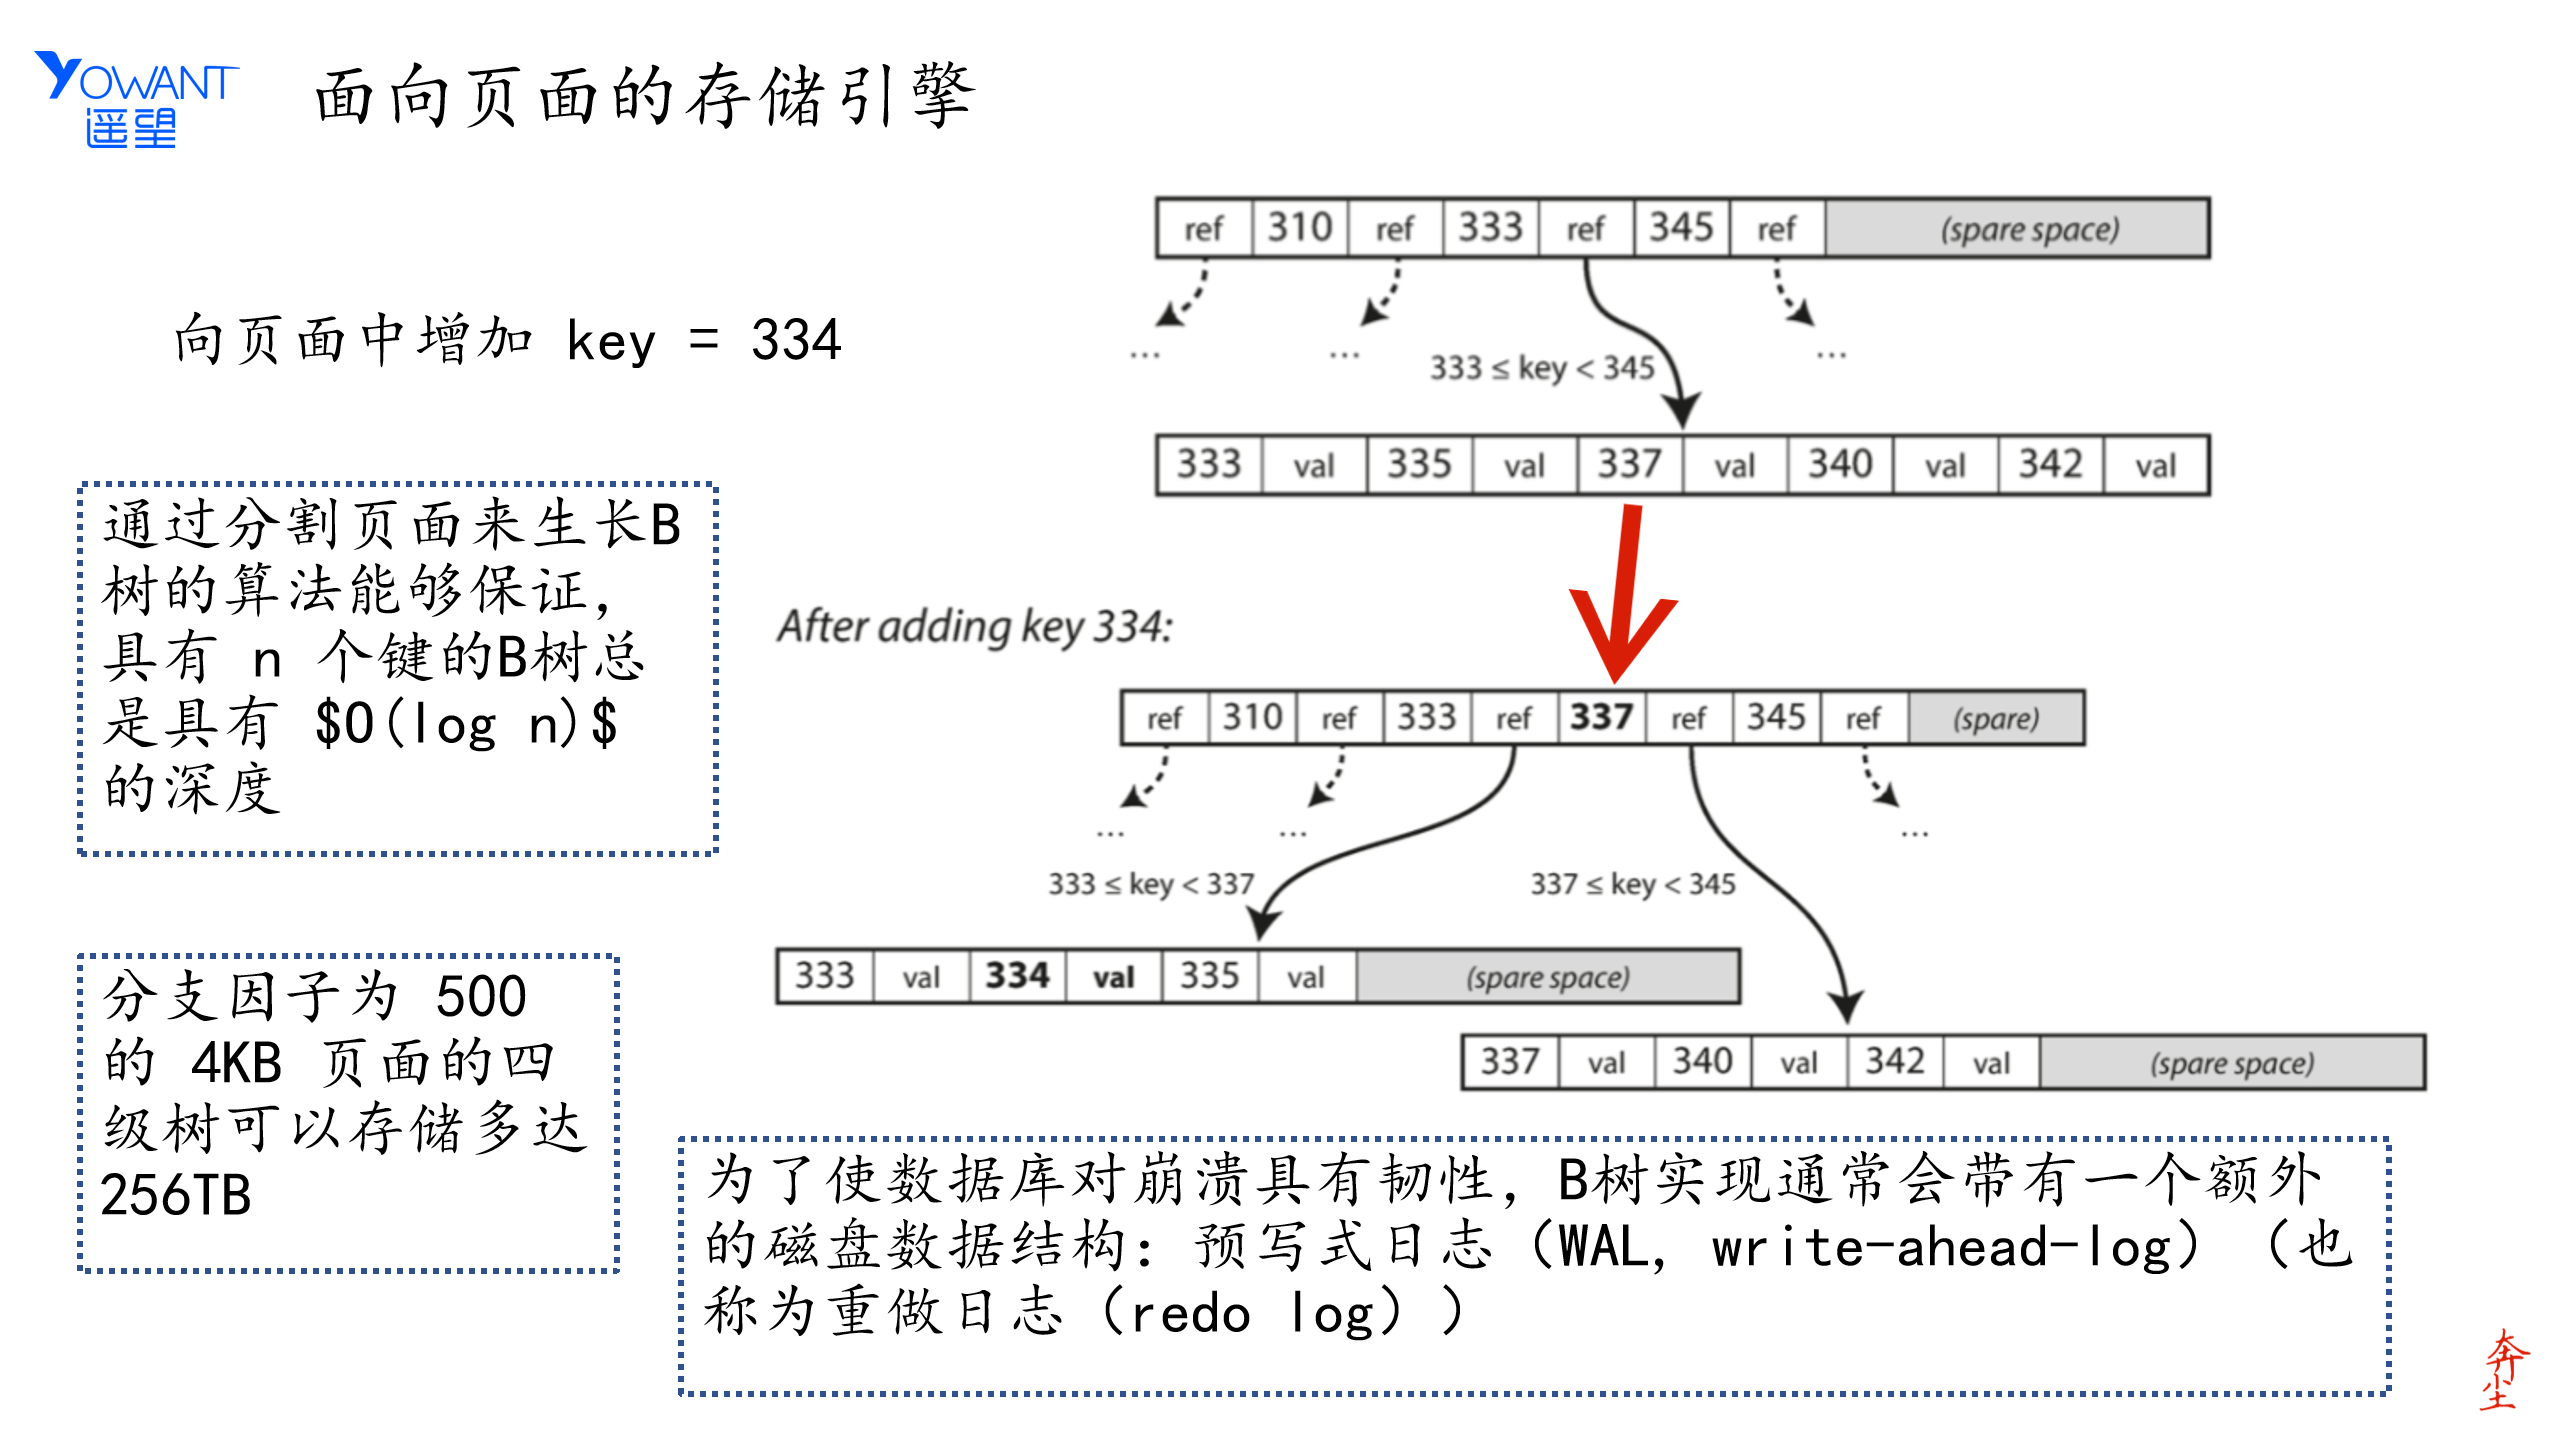 YOWANT
遥望
面向页面的存储引擎
向页面中增加 key = 334
ref 310 ref 333 ref 345 ref (spare space)
... ... ...
333 ≤ key < 345
333 val 335 val 337 val 340 val 342 val
After adding key 334:
ref 310 ref 333 ref 337 ref 345 ref (spare)
... ... ...
333 ≤ key < 337 337 ≤ key < 345
333 val 334 val 335 val (spare space)
337 val 340 val 342 val (spare space)
通过分割页面来生长B
树的算法能够保证，
具有 n 个键的B树总
是具有 $O(log n)$
的深度
分支因子为 500
的 4KB 页面的四
级树可以存储多达
256TB
为了使数据库对崩溃具有韧性，B树实现通常会带有一个额外
的磁盘数据结构：预写式日志（WAL, write-ahead-log）（也
称为重做日志（redo log））
奔尘